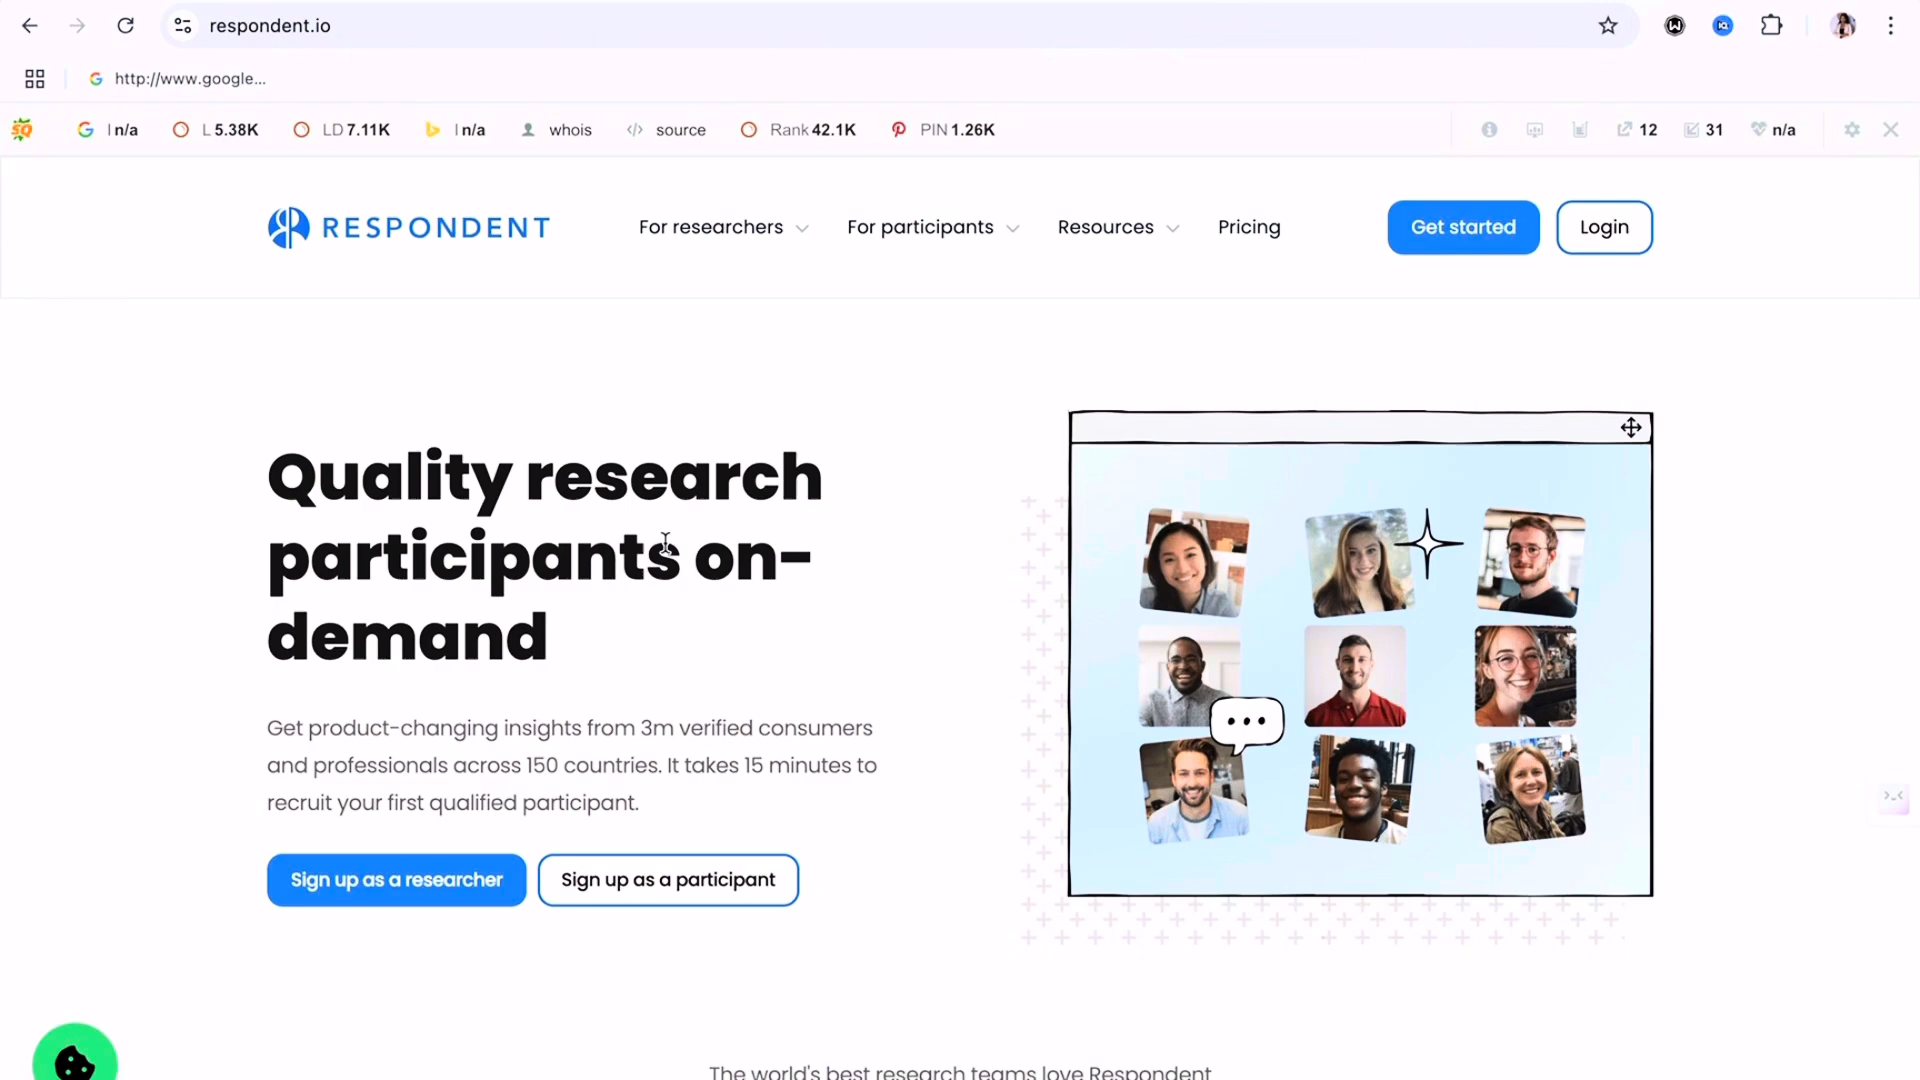 respondent.io
http://www.google...
SQ
I n/a
L 5.38K
LD 7.11K
I n/a
whois
source
Rank 42.1K
PIN 1.26K
12
31
n/a
RESPONDENT
For researchers
For participants
Resources
Pricing
Get started
Login
Quality research
participants on-
demand
Get product-changing insights from 3m verified consumers
and professionals across 150 countries. It takes 15 minutes to
recruit your first qualified participant.
Sign up as a researcher
Sign up as a participant
The world's best research teams love Respondent